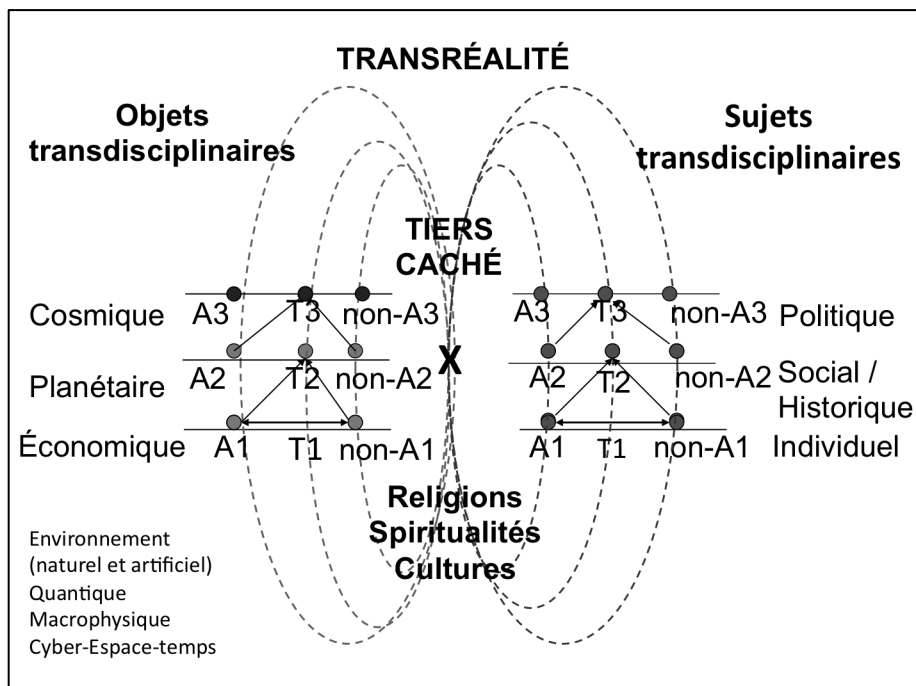 TRANSRÉALITÉ
Objets
transdisciplinaires
Sujets
transdisciplinaires
TIERS
CACHÉ
Cosmique
A3
T3
non-A3
A3
T3
non-A3
Politique
Planétaire
A2
T2
non-A2
X
A2
T2
non-A2
Social /
Historique
Économique
A1
T1
non-A1
A1
T1
non-A1
Individuel
Religions
Spiritualités
Cultures
Environnement
(naturel et artificiel)
Quantique
Macrophysique
Cyber-Espace-temps